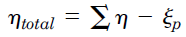 η_total = ∑ η − ξ_p